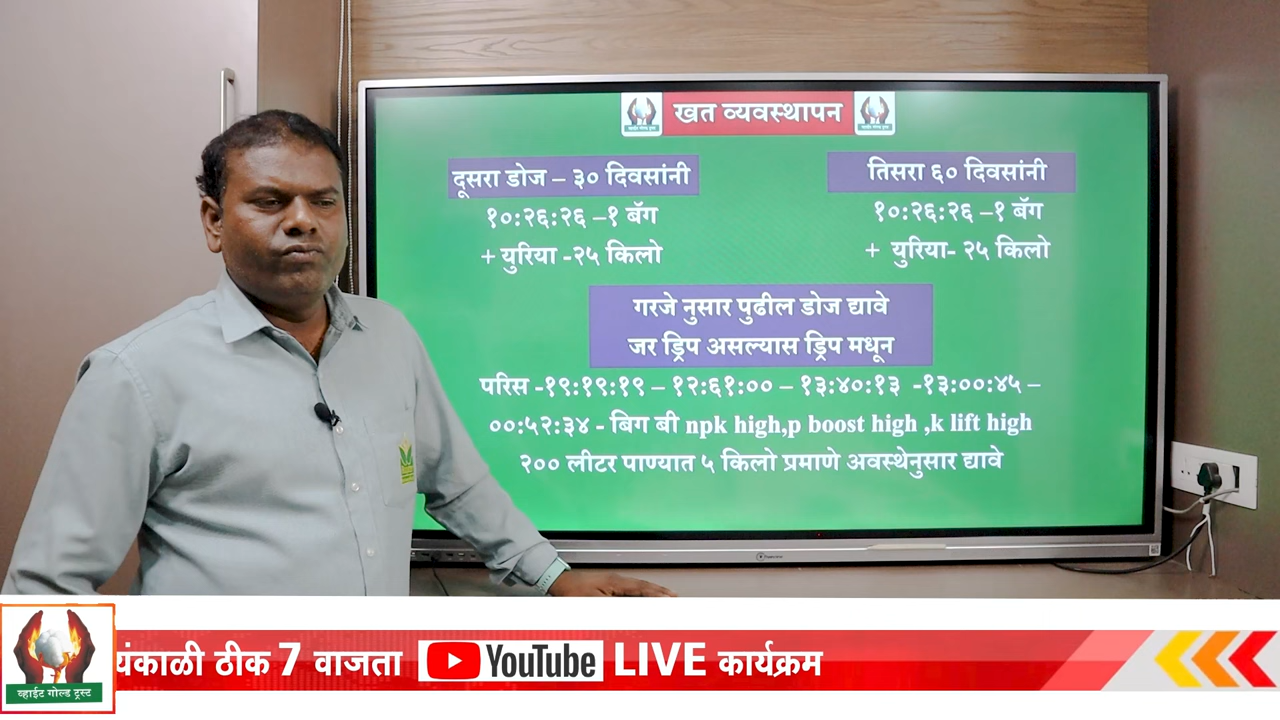 खत व्यवस्थापन
दूसरा डोज – ३० दिवसांनी
१०:२६:२६ –१ बॅग
+ युरिया -२५ किलो
तिसरा ६० दिवसांनी
१०:२६:२६ –१ बॅग
+ युरिया- २५ किलो
गरजे नुसार पुढील डोज द्यावे
जर ड्रिप असल्यास ड्रिप मधून
परिस -१९:१९:१९ – १२:६१:०० – १३:४०:१३ -१३:००:४५ –
००:५२:३४ - बिग बी npk high,p boost high ,k lift high
२०० लीटर पाण्यात ५ किलो प्रमाणे अवस्थेनुसार द्यावे
यंकाळी ठीक 7 वाजता YouTube LIVE कार्यक्रम
व्हाईट गोल्ड ट्रस्ट